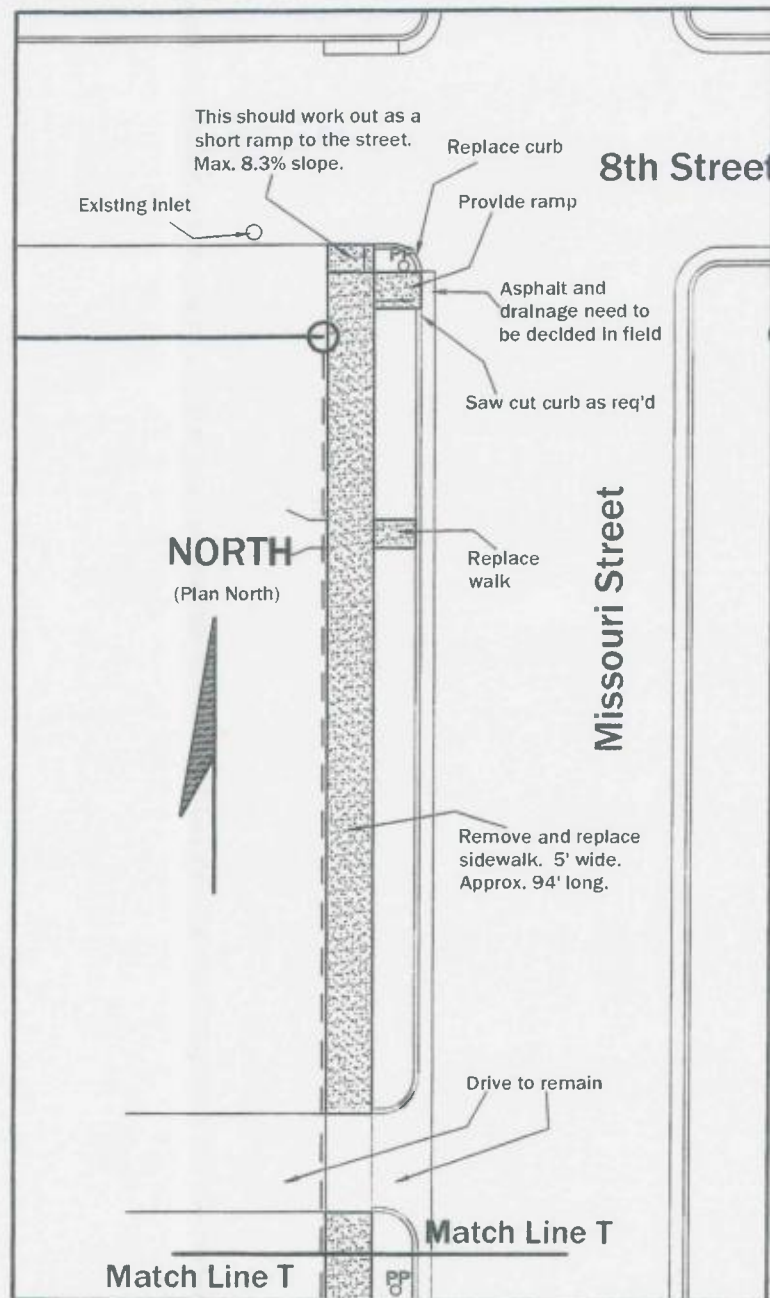 This should work out as a
short ramp to the street.
Max. 8.3% slope.
Replace curb
8th Street
Existing Inlet
Provide ramp
PP
Asphalt and
drainage need to
be decided in field
Saw cut curb as req'd
NORTH
(Plan North)
Replace
walk
Missouri Street
Remove and replace
sidewalk. 5' wide.
Approx. 94' long.
Drive to remain
Match Line T
Match Line T
PP